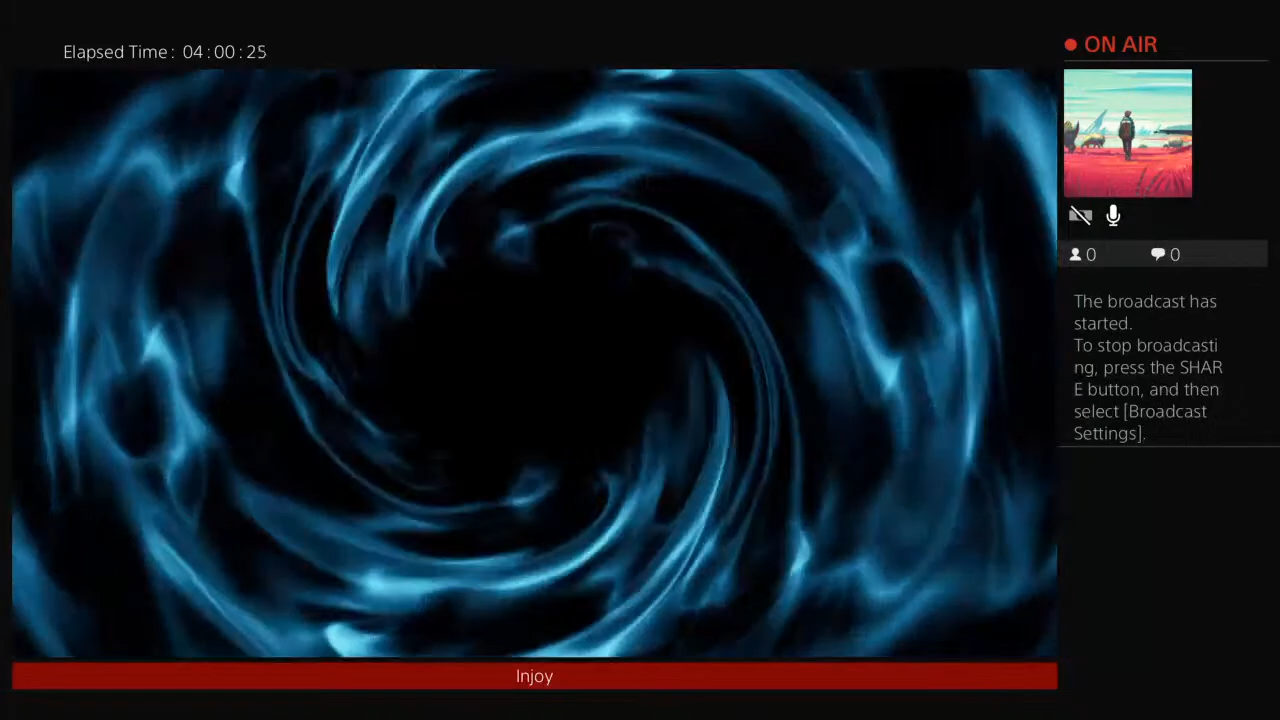 Elapsed Time: 04:00:25
ON AIR
0
0
The broadcast has
started.
To stop broadcasti
ng, press the SHAR
E button, and then
select [Broadcast
Settings].
Injoy